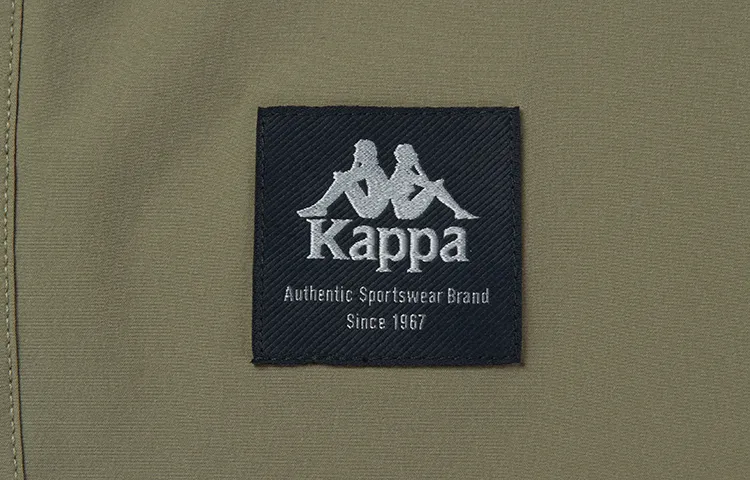 Kappa
Authentic Sportswear Brand
Since 1967